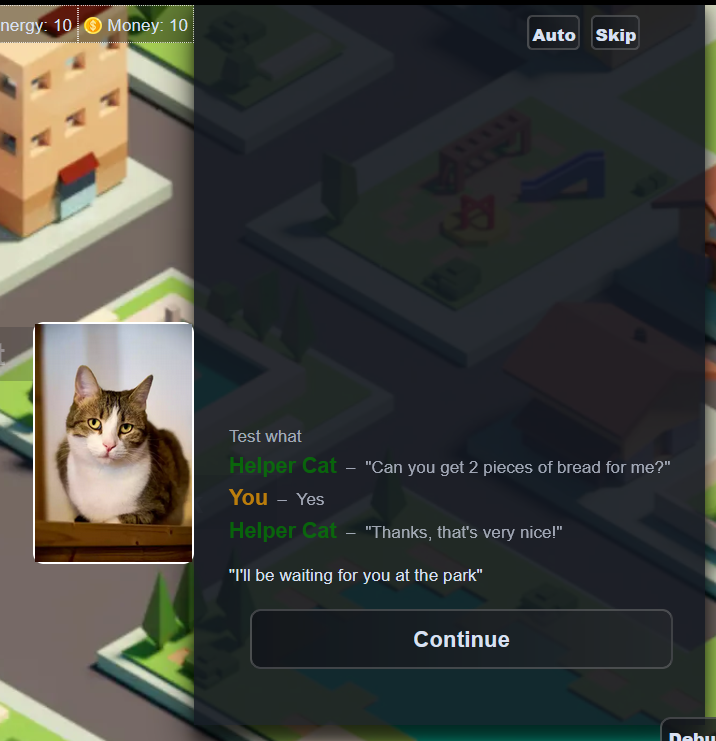 nergy: 10 Money: 10
Auto Skip
Test what
Helper Cat – "Can you get 2 pieces of bread for me?"
You – Yes
Helper Cat – "Thanks, that's very nice!"
"I'll be waiting for you at the park"
Continue
Debu